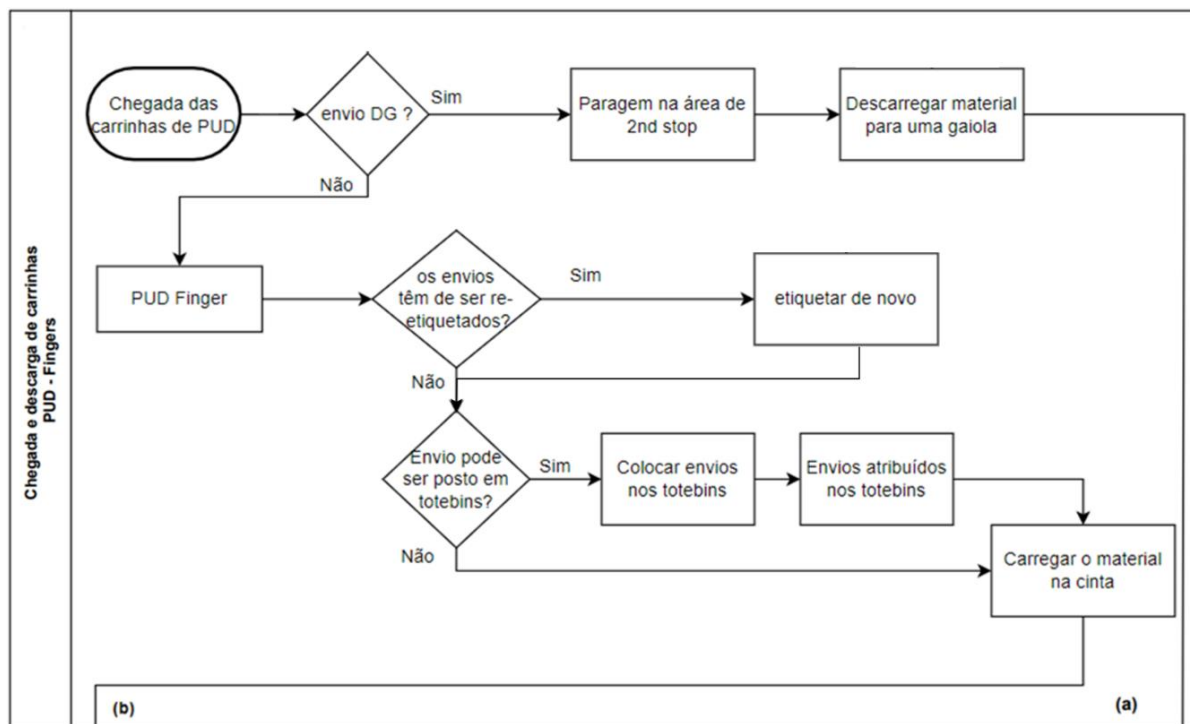 Chegada e descarga de carrinhas
PUD - Fingers
Chegada das
carrinhas de PUD
envio DG ?
Sim
Paragem na área de
2nd stop
Descarregar material
para uma gaiola
Não
PUD Finger
os envios
têm de ser re-
etiquetados?
Sim
etiquetar de novo
Não
Envio pode
ser posto em
totebins?
Sim
Colocar envios
nos totebins
Envios atribuídos
nos totebins
Não
Carregar o material
na cinta
(b)
(a)